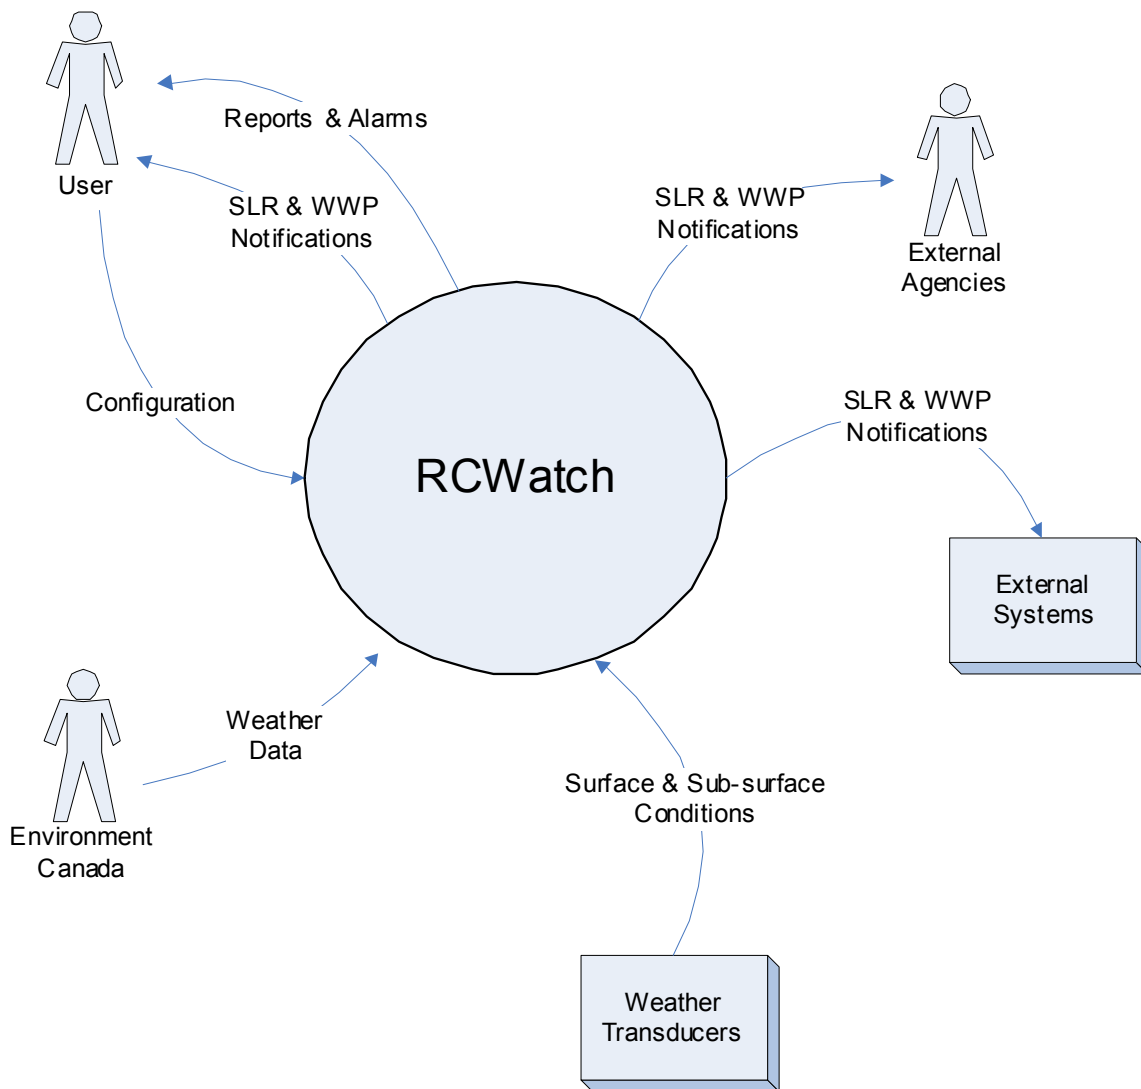 Reports & Alarms
User
SLR & WWP
Notifications
SLR & WWP
Notifications
External
Agencies
Configuration
SLR & WWP
Notifications
RCWatch
External
Systems
Weather
Data
Environment
Canada
Surface & Sub-surface
Conditions
Weather
Transducers